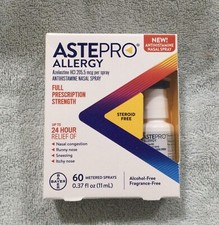 NEW!
ANTIHISTAMINE
NASAL SPRAY
ASTEPRO
ALLERGY
Azelastine HCl 205.5 mcg per spray
ANTIHISTAMINE NASAL SPRAY
FULL
PRESCRIPTION
STRENGTH
STEROID
FREE
UP TO
24 HOUR
RELIEF OF
• Nasal congestion
• Runny nose
• Sneezing
• Itchy nose
ASTEPRO
BAYER
60 METERED SPRAYS
0.37 fl oz (11 mL)
Alcohol-Free
Fragrance-Free